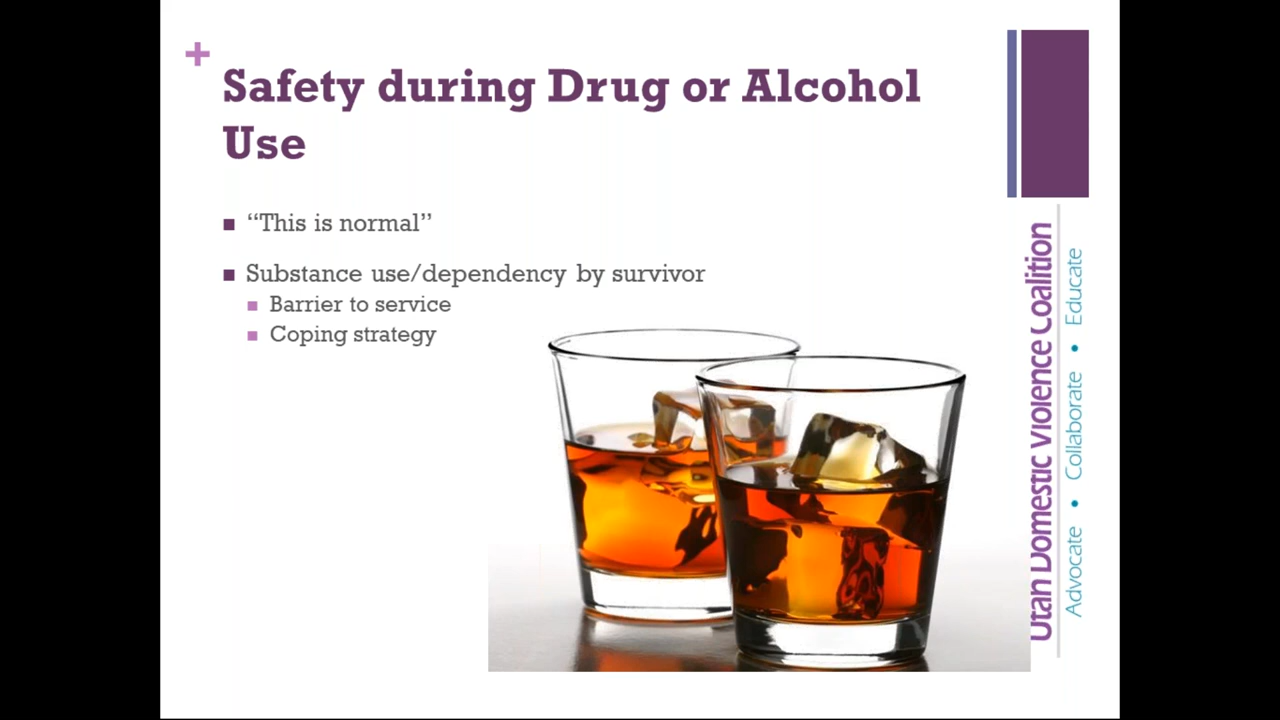 +
Safety during Drug or Alcohol
Use
“This is normal”
Substance use/dependency by survivor
Barrier to service
Coping strategy
Utah Domestic Violence Coalition
Advocate • Collaborate • Educate